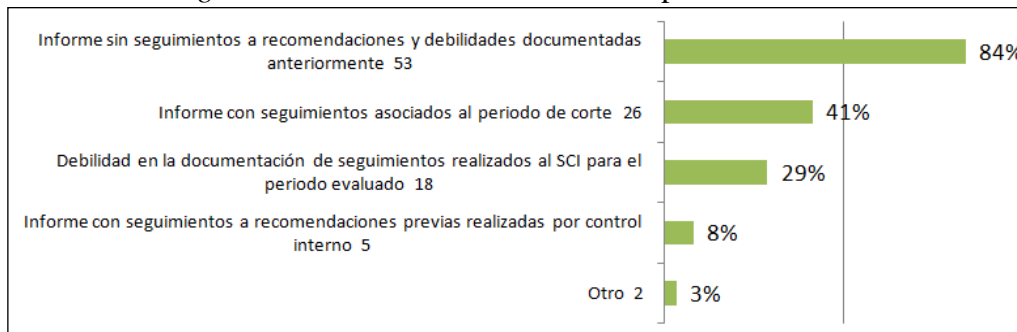 Informe sin seguimientos a recomendaciones y debilidades documentadas
anteriormente 53
84%
Informe con seguimientos asociados al periodo de corte 26
41%
Debilidad en la documentación de seguimientos realizados al SCI para el
periodo evaluado 18
29%
Informe con seguimientos a recomendaciones previas realizadas por control
interno 5
8%
Otro 2
3%